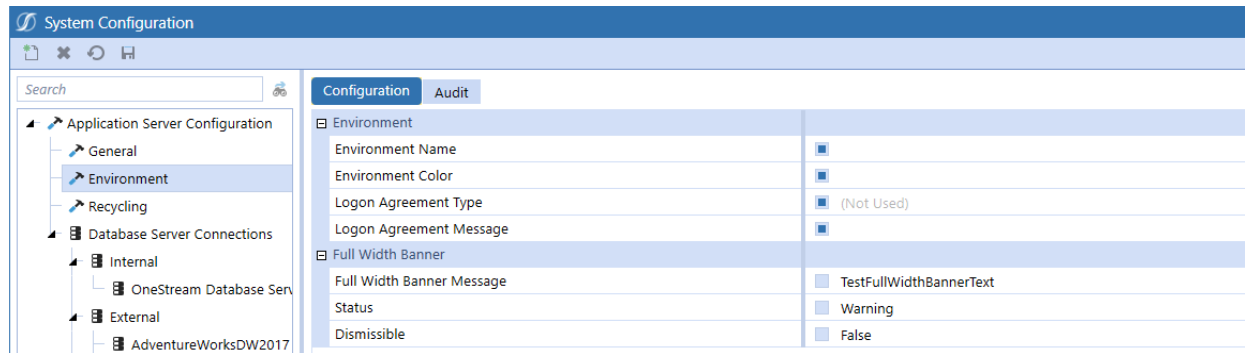 System Configuration
Search
Application Server Configuration
General
Environment
Recycling
Database Server Connections
Internal
OneStream Database Serv
External
AdventureWorksDW2017
Configuration
Audit
Environment
Environment Name
Environment Color
Logon Agreement Type (Not Used)
Logon Agreement Message
Full Width Banner
Full Width Banner Message TestFullWidthBannerText
Status Warning
Dismissible False